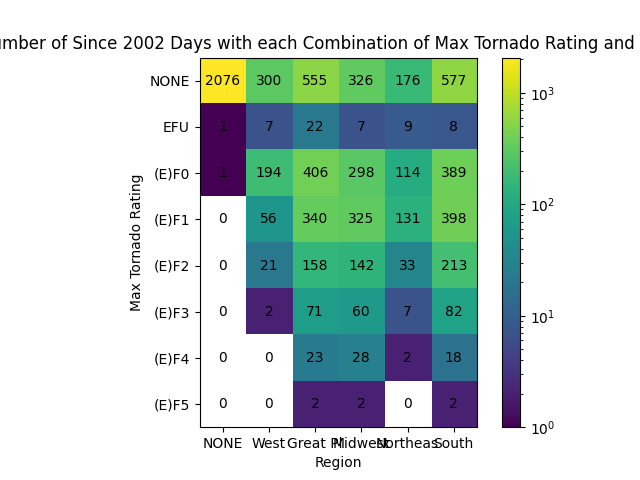 mber of Since 2002 Days with each Combination of Max Tornado Rating and
NONE 2076 300 555 326 176 577
EFU 1 7 22 7 9 8
(E)F0 1 194 406 298 114 389
(E)F1 0 56 340 325 131 398
(E)F2 0 21 158 142 33 213
(E)F3 0 2 71 60 7 82
(E)F4 0 0 23 28 2 18
(E)F5 0 0 2 2 0 2
NONE West Great Pl Midwest Northeas South
Region
Max Tornado Rating
10³
10²
10¹
10⁰